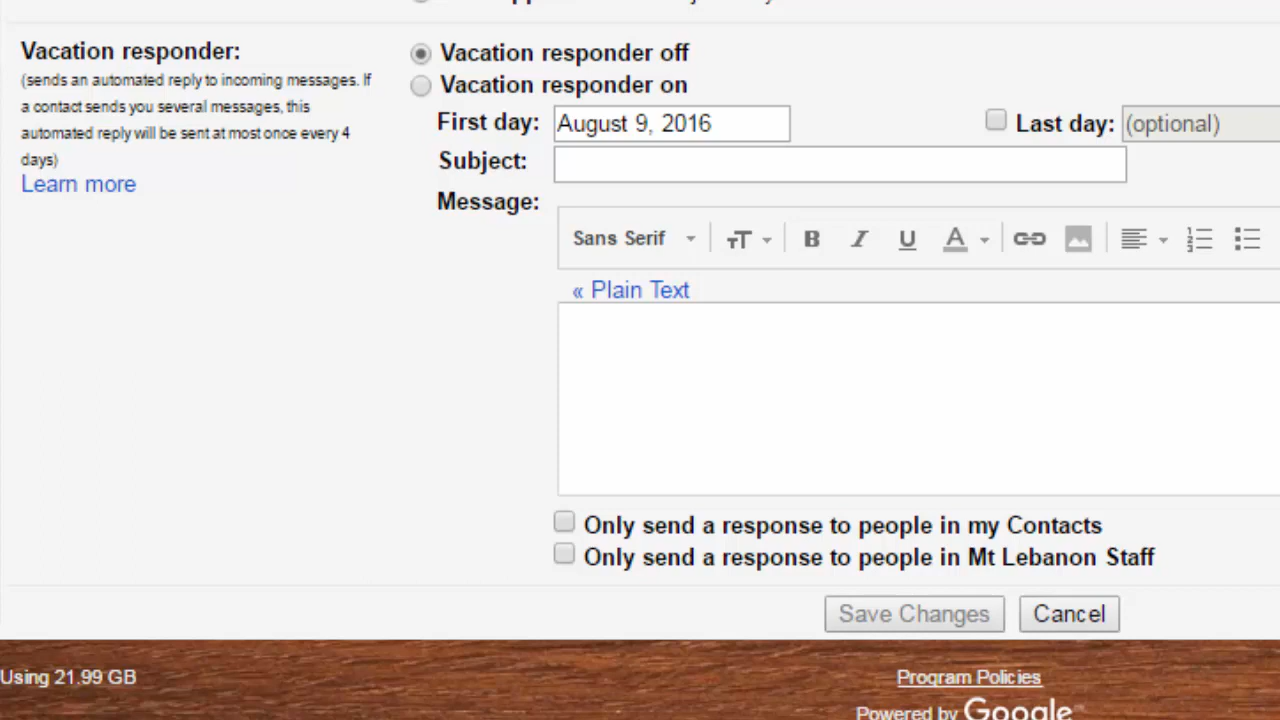 Vacation responder:
(sends an automated reply to incoming messages. If
a contact sends you several messages, this
automated reply will be sent at most once every 4
days)
Learn more
Vacation responder off
Vacation responder on
First day: August 9, 2016 Last day: (optional)
Subject:
Message:
Sans Serif
« Plain Text
Only send a response to people in my Contacts
Only send a response to people in Mt Lebanon Staff
Save Changes Cancel
Using 21.99 GB
Program Policies
Powered by Google